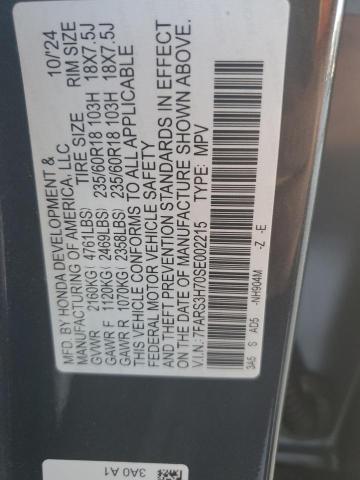 MFD. BY HONDA DEVELOPMENT & 10/'24
MANUFACTURING OF AMERICA, LLC TIRE SIZE RIM SIZE
GVWR 2160KG( 4761LBS)
GAWR F 1120KG( 2469LBS) 235/60R18 103H 18X7.5J
GAWR R 1070KG( 2358LBS) 235/60R18 103H 18X7.5J
THIS VEHICLE CONFORMS TO ALL APPLICABLE
FEDERAL MOTOR VEHICLE SAFETY
AND THEFT PREVENTION STANDARDS IN EFFECT
ON THE DATE OF MANUFACTURE SHOWN ABOVE.
V.I.N.:7FARS3H70SE002215 TYPE: MPV
3A5 S AD5 -NH904M -Z -E
3A0 A1